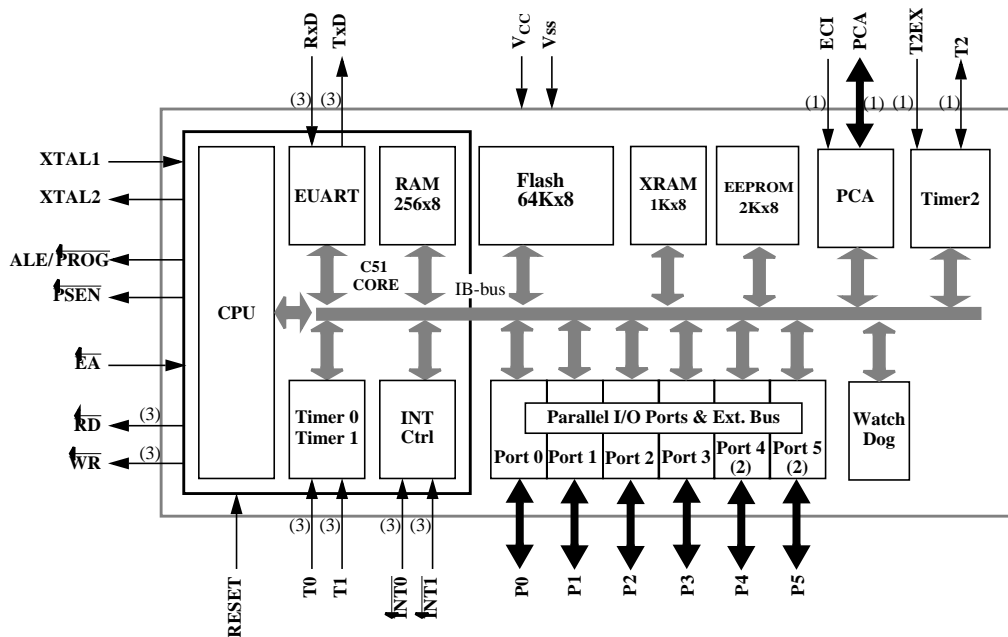 RxD
TxD
VCC
Vss
ECI
PCA
T2EX
T2
(3)
(3)
(1)
(1)
(1)
(1)
XTAL1
XTAL2
ALE/PROG
PSEN
EA
RD
(3)
WR
(3)
CPU
EUART
RAM
256x8
C51
CORE
IB-bus
Flash
64Kx8
XRAM
1Kx8
EEPROM
2Kx8
PCA
Timer2
Timer 0
Timer 1
INT
Ctrl
Parallel I/O Ports & Ext. Bus
Port 0
Port 1
Port 2
Port 3
Port 4
(2)
Port 5
(2)
Watch
Dog
(3)
(3)
(3)
(3)
RESET
T0
T1
INT0
INT1
P0
P1
P2
P3
P4
P5